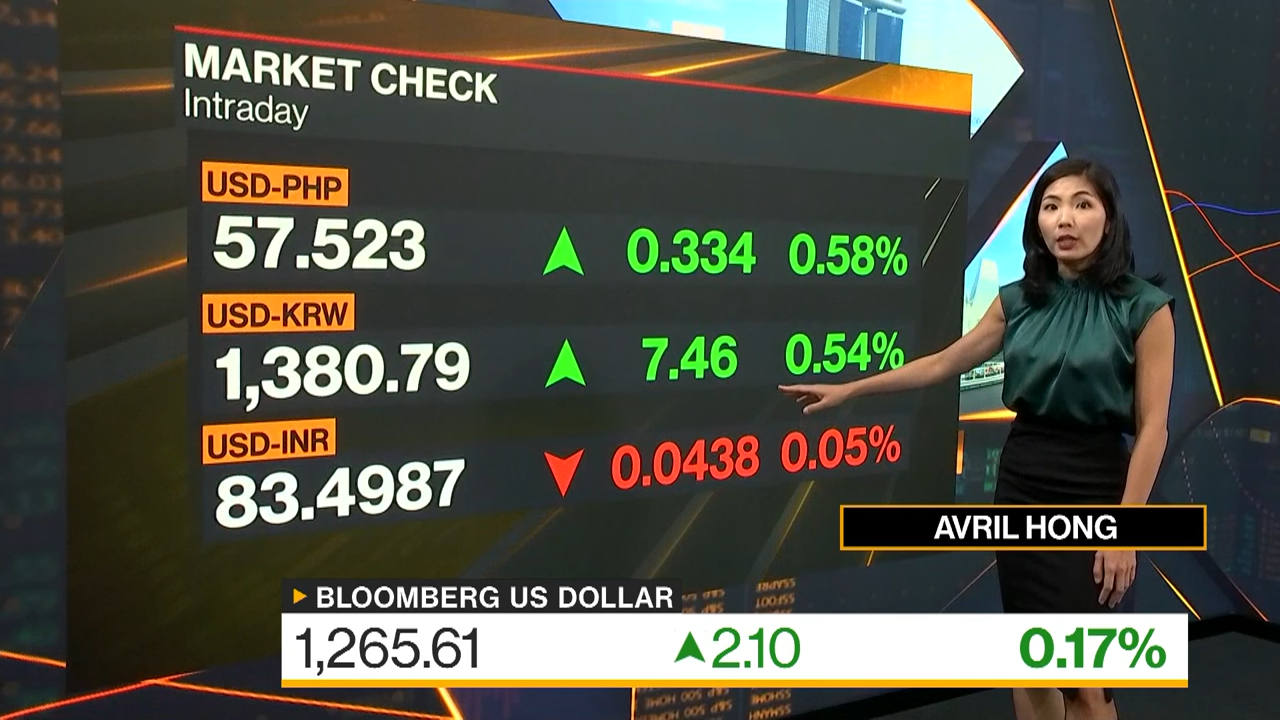 MARKET CHECK
Intraday
USD-PHP
57.523 ▲ 0.334 0.58%
USD-KRW
1,380.79 ▲ 7.46 0.54%
USD-INR
83.4987 ▼ 0.0438 0.05%
AVRIL HONG
BLOOMBERG US DOLLAR
1,265.61 ▲2.10 0.17%